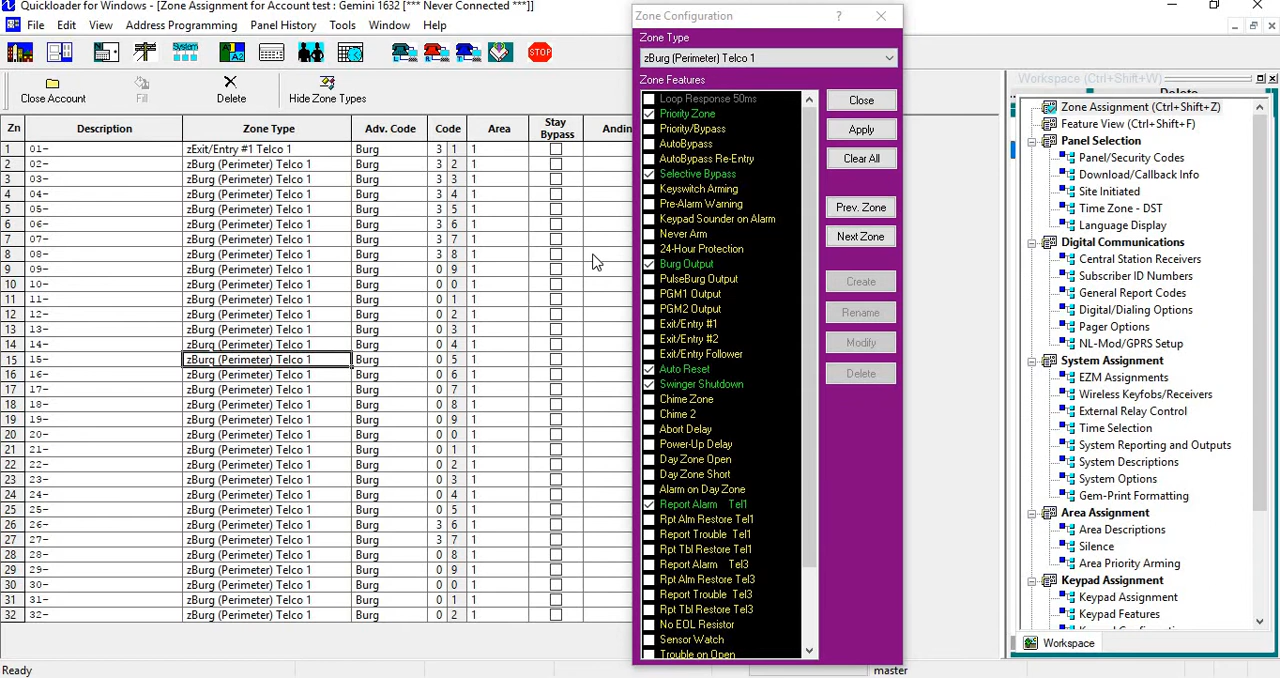 Quickloader for Windows - [Zone Assignment for Account test : Gemini 1632 [*** Never Connected ***]]
File Edit View Address Programming Panel History Tools Window Help
System
STOP
Close Account Fill Delete Hide Zone Types
Zn Description Zone Type Adv. Code Code Area Stay Bypass Andin
1 01- zExit/Entry #1 Telco 1 Burg 3 1 1
2 02- zBurg (Perimeter) Telco 1 Burg 3 2 1
3 03- zBurg (Perimeter) Telco 1 Burg 3 3 1
4 04- zBurg (Perimeter) Telco 1 Burg 3 4 1
5 05- zBurg (Perimeter) Telco 1 Burg 3 5 1
6 06- zBurg (Perimeter) Telco 1 Burg 3 6 1
7 07- zBurg (Perimeter) Telco 1 Burg 3 7 1
8 08- zBurg (Perimeter) Telco 1 Burg 3 8 1
9 09- zBurg (Perimeter) Telco 1 Burg 0 9 1
10 10- zBurg (Perimeter) Telco 1 Burg 0 0 1
11 11- zBurg (Perimeter) Telco 1 Burg 0 1 1
12 12- zBurg (Perimeter) Telco 1 Burg 0 2 1
13 13- zBurg (Perimeter) Telco 1 Burg 0 3 1
14 14- zBurg (Perimeter) Telco 1 Burg 0 4 1
15 15- zBurg (Perimeter) Telco 1 Burg 0 5 1
16 16- zBurg (Perimeter) Telco 1 Burg 0 6 1
17 17- zBurg (Perimeter) Telco 1 Burg 0 7 1
18 18- zBurg (Perimeter) Telco 1 Burg 0 8 1
19 19- zBurg (Perimeter) Telco 1 Burg 0 9 1
20 20- zBurg (Perimeter) Telco 1 Burg 0 0 1
21 21- zBurg (Perimeter) Telco 1 Burg 0 1 1
22 22- zBurg (Perimeter) Telco 1 Burg 0 2 1
23 23- zBurg (Perimeter) Telco 1 Burg 0 3 1
24 24- zBurg (Perimeter) Telco 1 Burg 0 4 1
25 25- zBurg (Perimeter) Telco 1 Burg 0 5 1
26 26- zBurg (Perimeter) Telco 1 Burg 3 6 1
27 27- zBurg (Perimeter) Telco 1 Burg 3 7 1
28 28- zBurg (Perimeter) Telco 1 Burg 0 8 1
29 29- zBurg (Perimeter) Telco 1 Burg 0 9 1
30 30- zBurg (Perimeter) Telco 1 Burg 0 0 1
31 31- zBurg (Perimeter) Telco 1 Burg 0 1 1
32 32- zBurg (Perimeter) Telco 1 Burg 0 2 1
Ready
master
Zone Configuration ?
Zone Type
zBurg (Perimeter) Telco 1
Zone Features
Loop Response 50ms
Priority Zone
Priority/Bypass
AutoBypass
AutoBypass Re-Entry
Selective Bypass
Keyswitch Arming
Pre-Alarm Warning
Keypad Sounder on Alarm
Never Arm
24-Hour Protection
Burg Output
PulseBurg Output
PGM1 Output
PGM2 Output
Exit/Entry #1
Exit/Entry #2
Exit/Entry Follower
Auto Reset
Swinger Shutdown
Chime Zone
Chime 2
Abort Delay
Power-Up Delay
Day Zone Open
Day Zone Short
Alarm on Day Zone
Report Alarm Tel1
Rpt Alm Restore Tel1
Report Trouble Tel1
Rpt Tbl Restore Tel1
Report Alarm Tel3
Rpt Alm Restore Tel3
Report Trouble Tel3
Rpt Tbl Restore Tel3
No EOL Resistor
Sensor Watch
Trouble on Open
Close
Apply
Clear All
Prev. Zone
Next Zone
Create
Rename
Modify
Delete
Workspace (Ctrl+Shift+W)
Zone Assignment (Ctrl+Shift+Z)
Feature View (Ctrl+Shift+F)
Panel Selection
Panel/Security Codes
Download/Callback Info
Site Initiated
Time Zone - DST
Language Display
Digital Communications
Central Station Receivers
Subscriber ID Numbers
General Report Codes
Digital/Dialing Options
Pager Options
NL-Mod/GPRS Setup
System Assignment
EZM Assignments
Wireless Keyfobs/Receivers
External Relay Control
Time Selection
System Reporting and Outputs
System Descriptions
System Options
Gem-Print Formatting
Area Assignment
Area Descriptions
Silence
Area Priority Arming
Keypad Assignment
Keypad Assignment
Keypad Features
Workspace